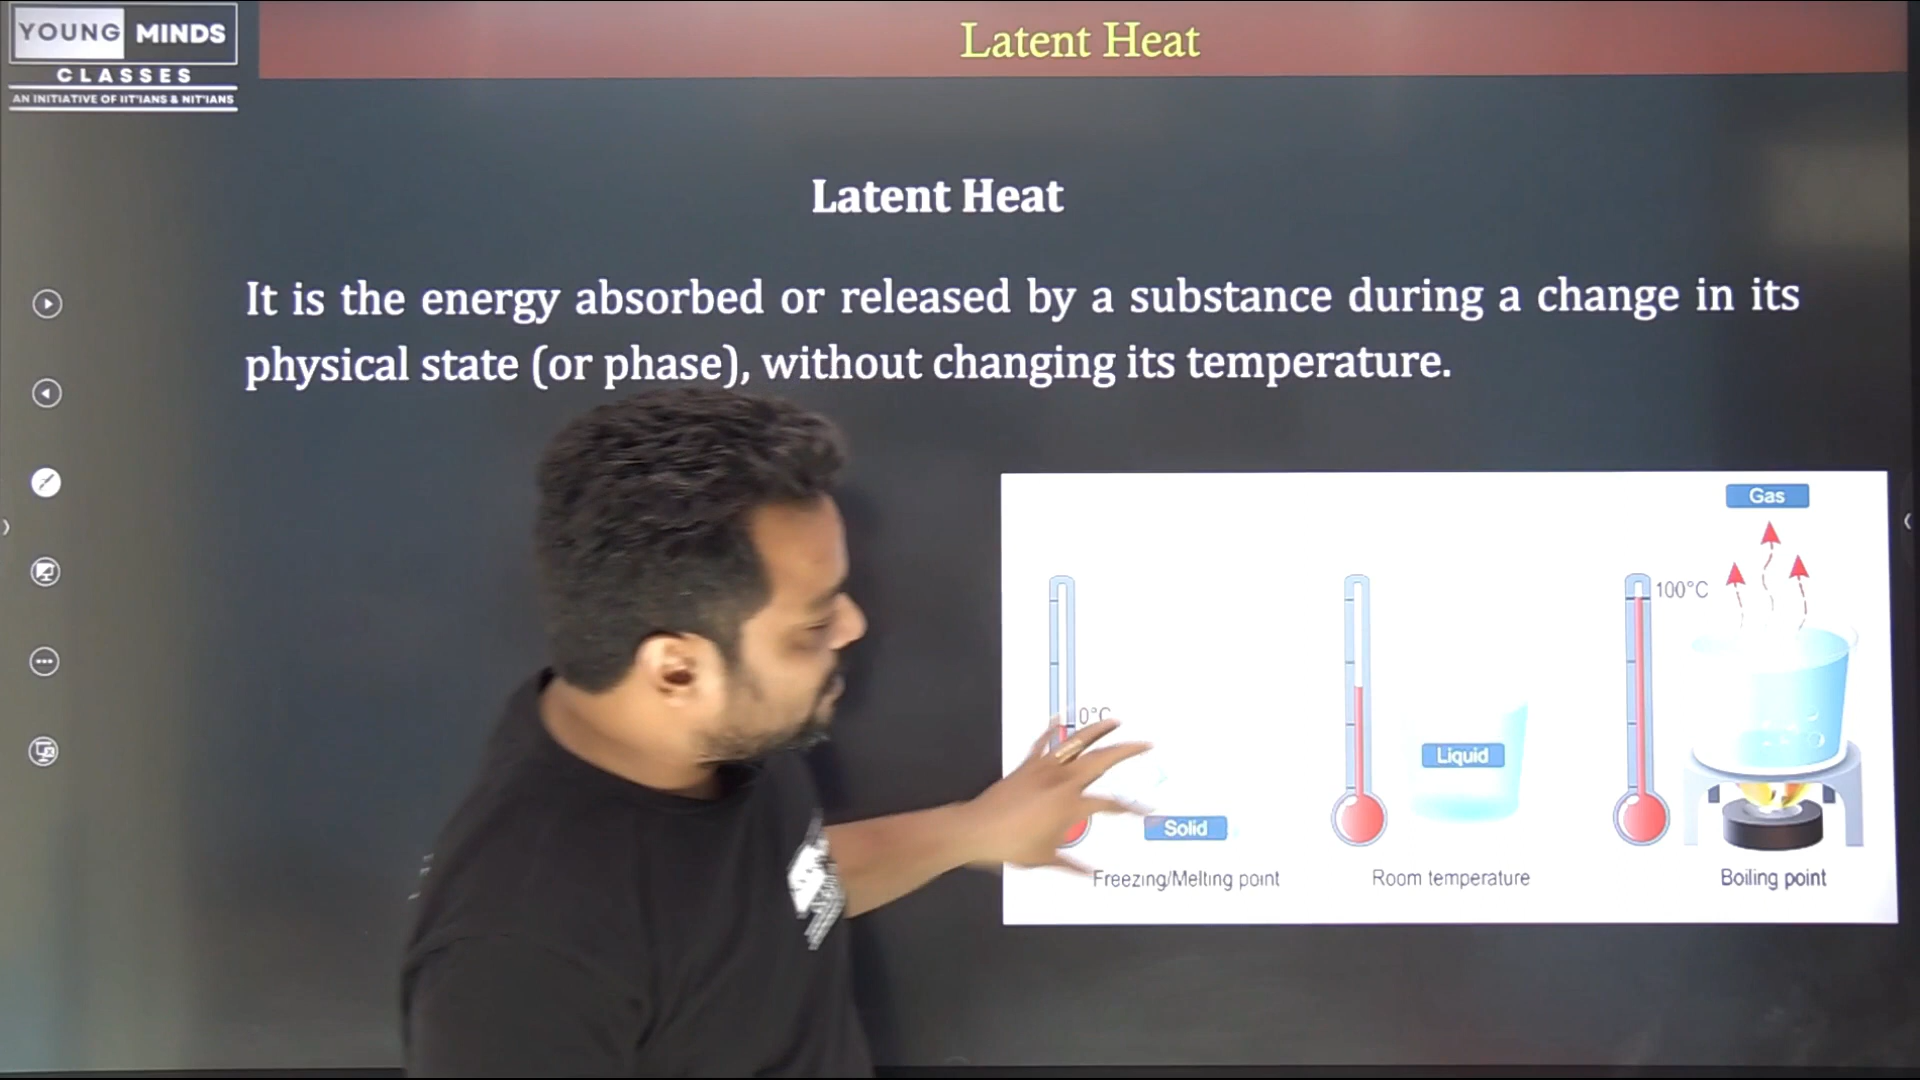 YOUNG MINDS
CLASSES
AN INITIATIVE OF IIT'IANS & NIT'IANS
Latent Heat
Latent Heat
It is the energy absorbed or released by a substance during a change in its
physical state (or phase), without changing its temperature.
Gas
100°C
0°C
Liquid
Solid
Freezing/Melting point
Room temperature
Boiling point